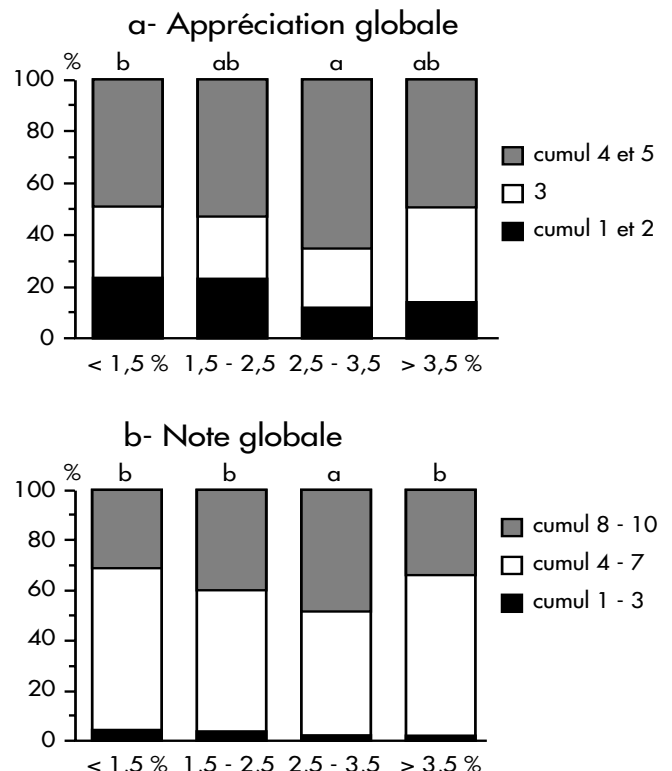 a- Appréciation globale
% b ab a ab
100
80
60
40
20
0
cumul 4 et 5
3
cumul 1 et 2
< 1,5 % 1,5 - 2,5 2,5 - 3,5 > 3,5 %
b- Note globale
% b b a b
100
80
60
40
20
0
cumul 8 - 10
cumul 4 - 7
cumul 1 - 3
< 1,5 % 1,5 - 2,5 2,5 - 3,5 > 3,5 %